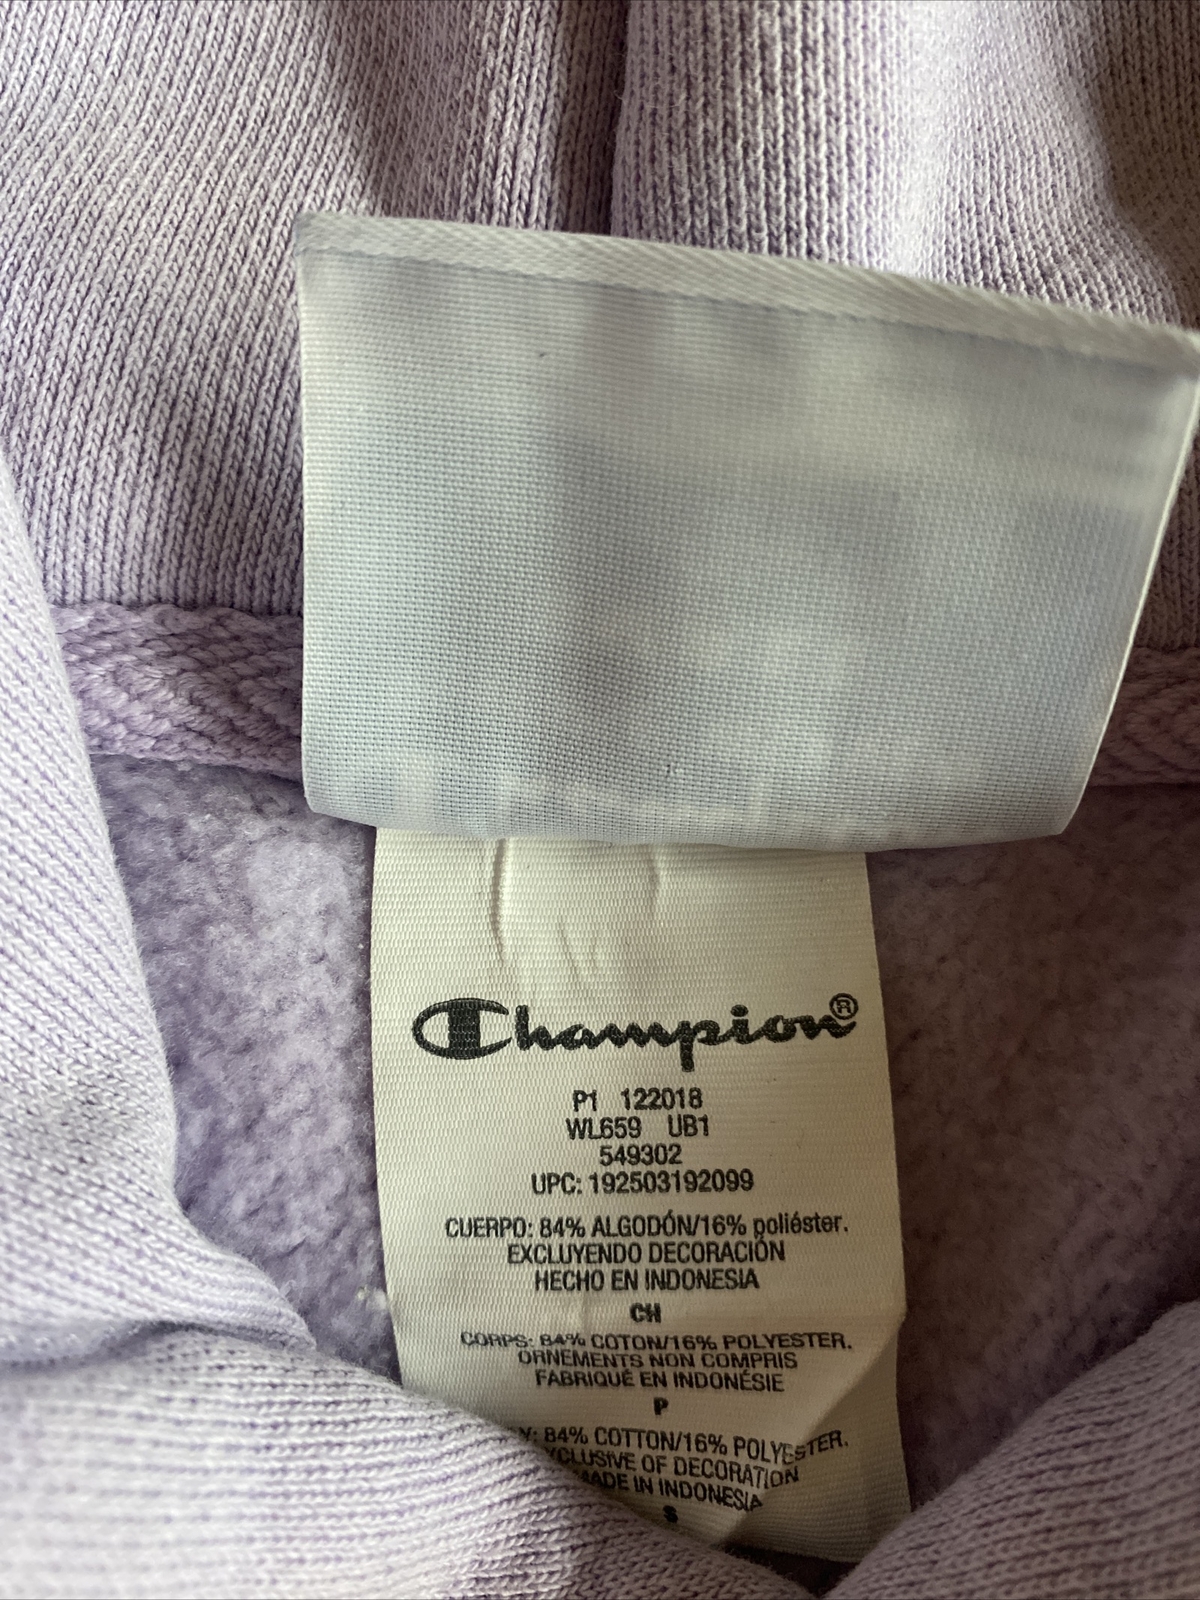 Champion®
P1 122018
WL659 UB1
549302
UPC: 192503192099
CUERPO: 84% ALGODÓN/16% poliéster.
EXCLUYENDO DECORACIÓN
HECHO EN INDONESIA
CH
CORPS: 84% COTON/16% POLYESTER.
ORNEMENTS NON COMPRIS
FABRIQUÉ EN INDONÉSIE
P
84% COTTON/16% POLYESTER.
OF DECORATION
MADE IN INDONESIA
S